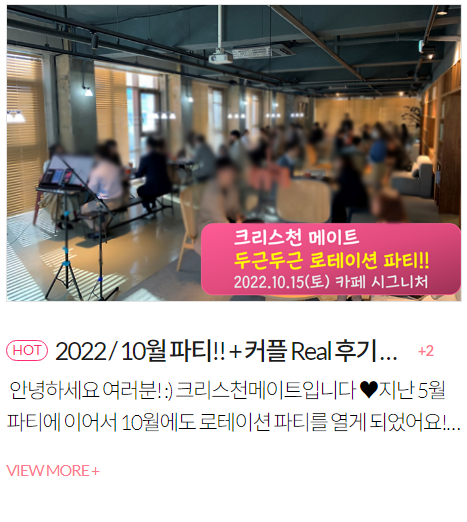 크리스천 메이트
두근두근 로테이션 파티!!
2022.10.15(토) 카페 시그니처
HOT 2022 / 10월 파티!! + 커플 Real 후기 ... +2
안녕하세요 여러분! :) 크리스천메이트입니다 ♥지난 5월
파티에 이어서 10월에도 로테이션 파티를 열게 되었어요!...
VIEW MORE +